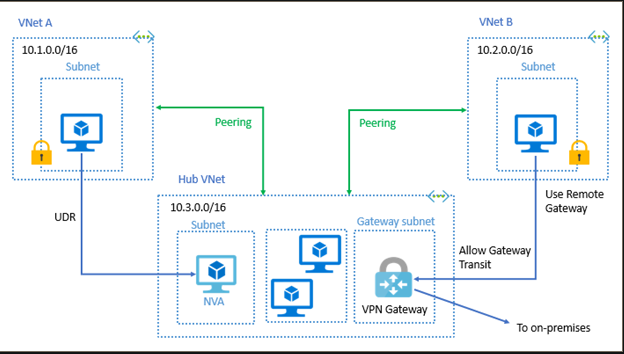 VNet A
10.1.0.0/16
Subnet
VNet B
10.2.0.0/16
Subnet
Peering
Peering
UDR
Hub VNet
10.3.0.0/16
Subnet
NVA
Gateway subnet
VPN Gateway
Use Remote
Gateway
Allow Gateway
Transit
To on-premises